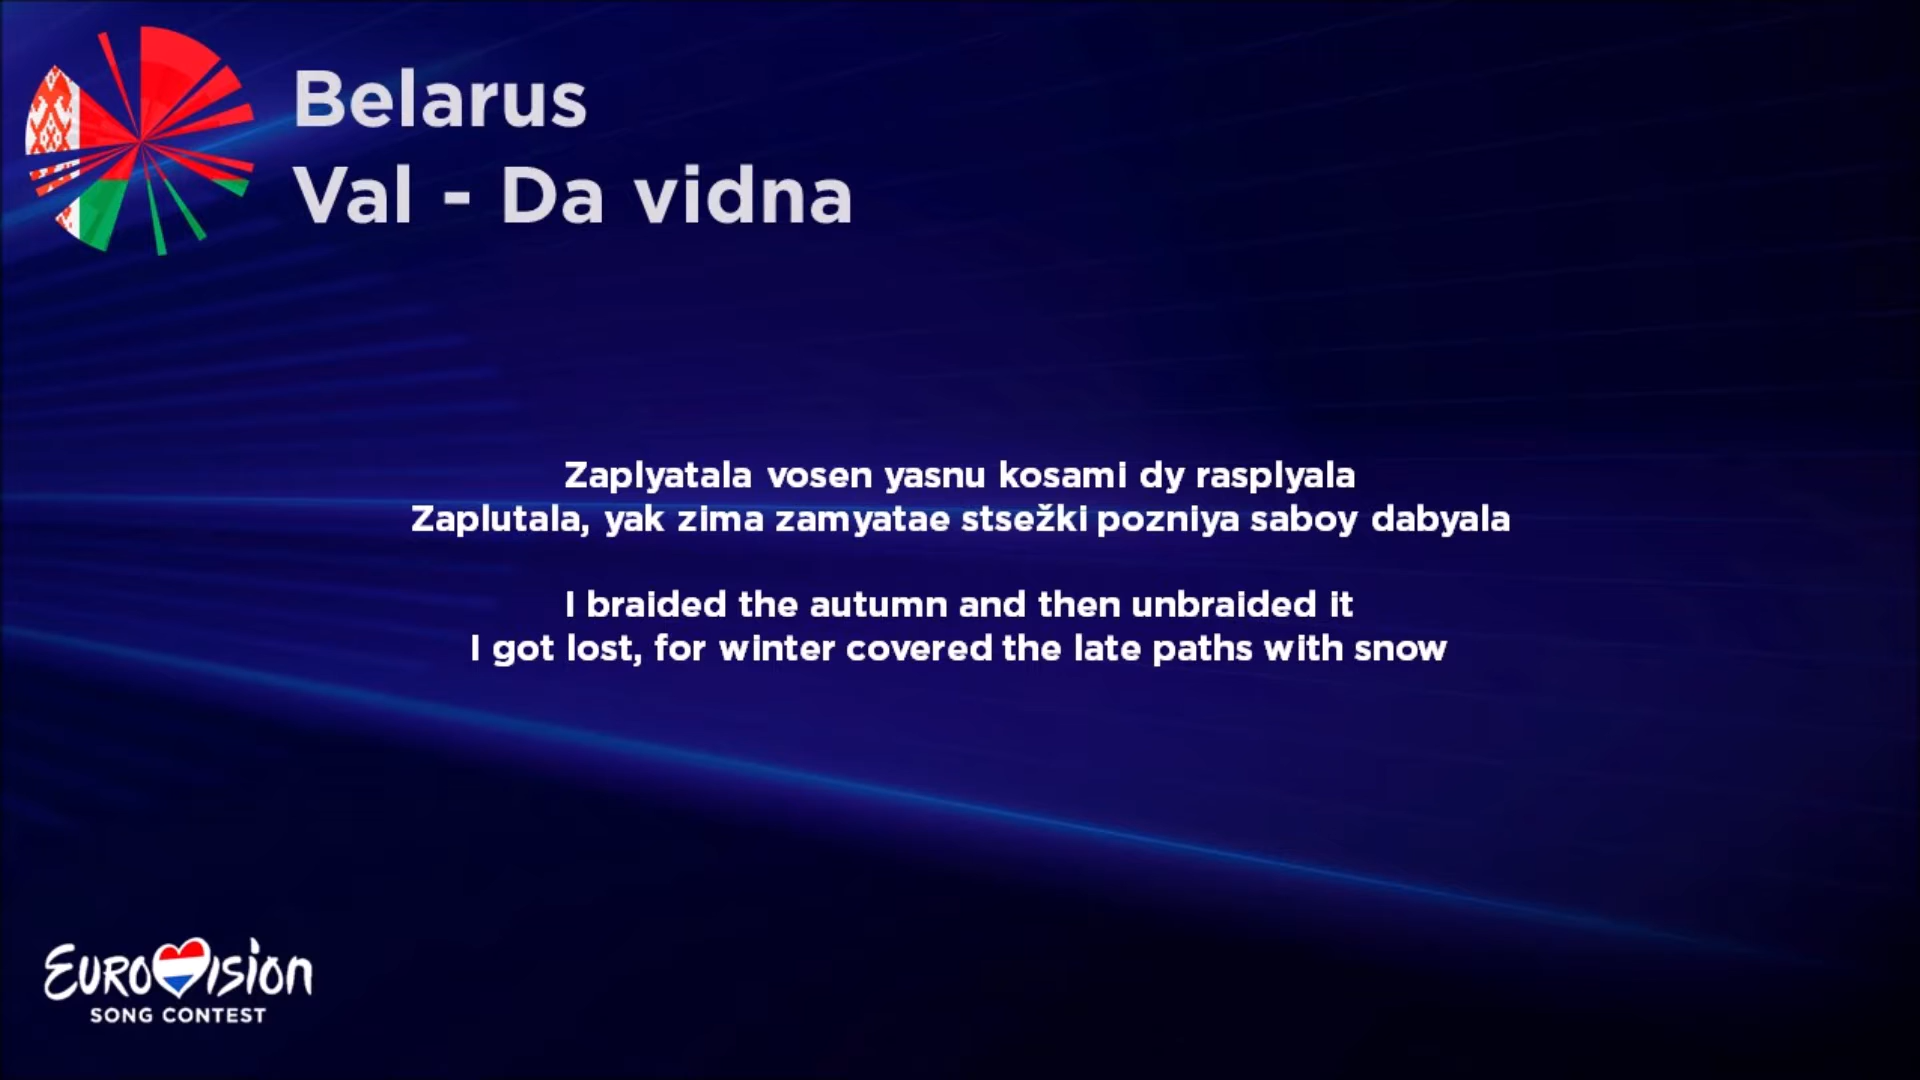 Belarus
Val - Da vidna
Zaplyatala vosen yasnu kosami dy rasplyala
Zaplutala, yak zima zamyatae stsežki pozniya saboy dabyala
I braided the autumn and then unbraided it
I got lost, for winter covered the late paths with snow
EUROVISION
SONG CONTEST